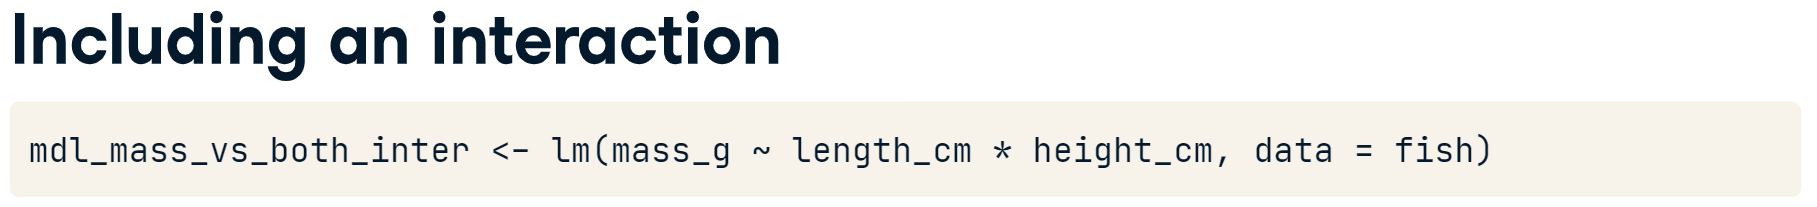 Including an interaction
mdl_mass_vs_both_inter <- lm(mass_g ~ length_cm * height_cm, data = fish)